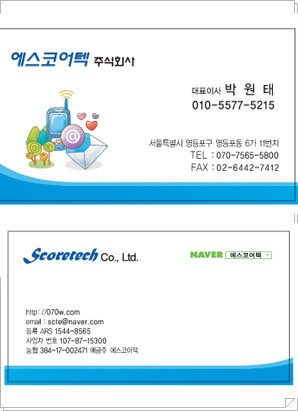 에스코어텍 주식회사
대표이사 박 원 태
010-5577-5215
서울특별시 영등포구 영등포동 6가 11번지
TEL : 070-7565-5800
FAX : 02-6442-7412
@
Scoretech Co., Ltd.
NAVER 에스코어텍
http: //070w.com
email : scte@naver.com
등록 ARS 1544-8565
사업자 번호 107-87-15300
농협 384-17-002471 예금주 에스코어텍